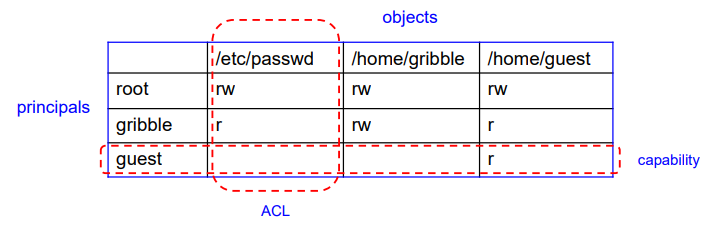 objects
/etc/passwd /home/gribble /home/guest
root rw rw rw
principals
gribble r rw r
guest r
capability
ACL